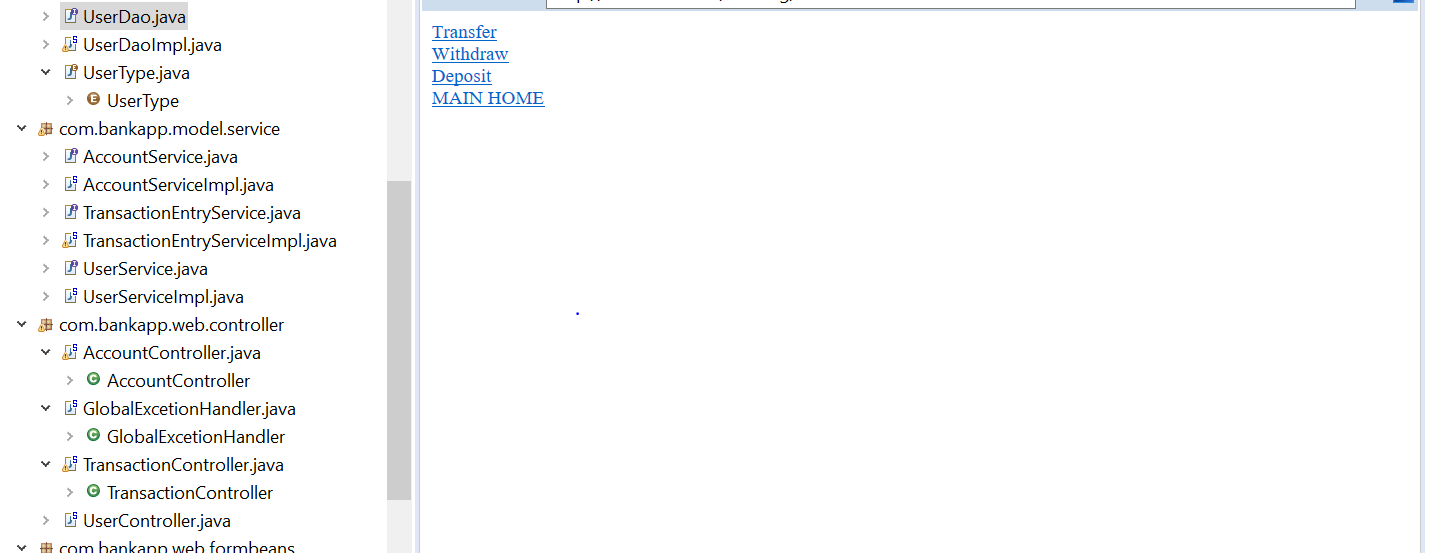 UserDao.java
UserDaoImpl.java
UserType.java
UserType
com.bankapp.model.service
AccountService.java
AccountServiceImpl.java
TransactionEntryService.java
TransactionEntryServiceImpl.java
UserService.java
UserServiceImpl.java
com.bankapp.web.controller
AccountController.java
AccountController
GlobalExcetionHandler.java
GlobalExcetionHandler
TransactionController.java
TransactionController
UserController.java
com.bankapp.web.formbeans
Transfer
Withdraw
Deposit
MAIN HOME